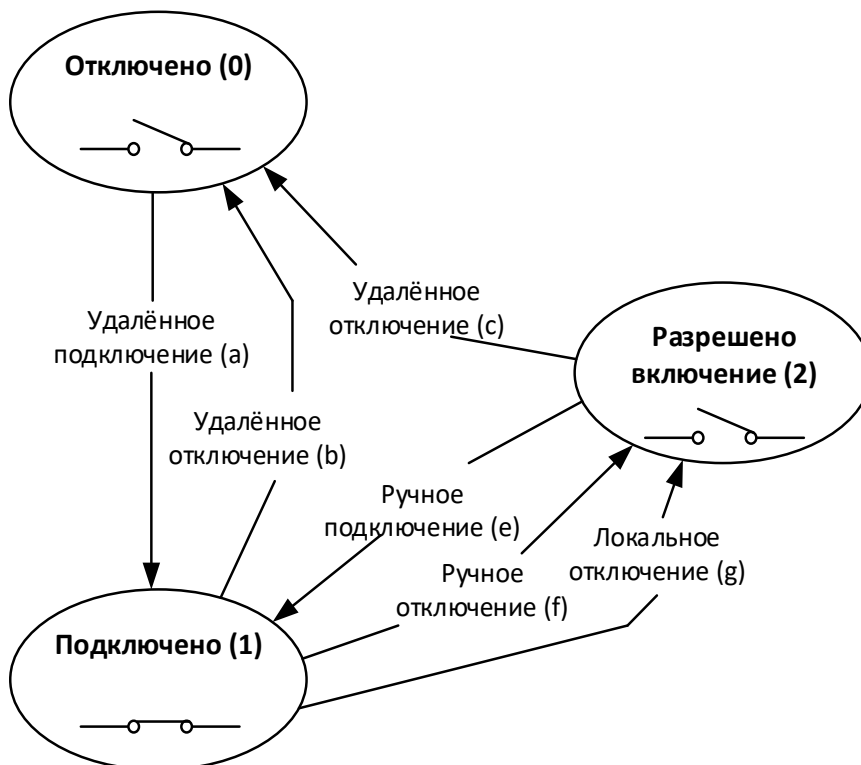 Отключено (0)
Удалённое
отключение (c)
Удалённое
подключение (a)
Разрешено
включение (2)
Удалённое
отключение (b)
Ручное
подключение (e)
Локальное
отключение (g)
Ручное
отключение (f)
Подключено (1)